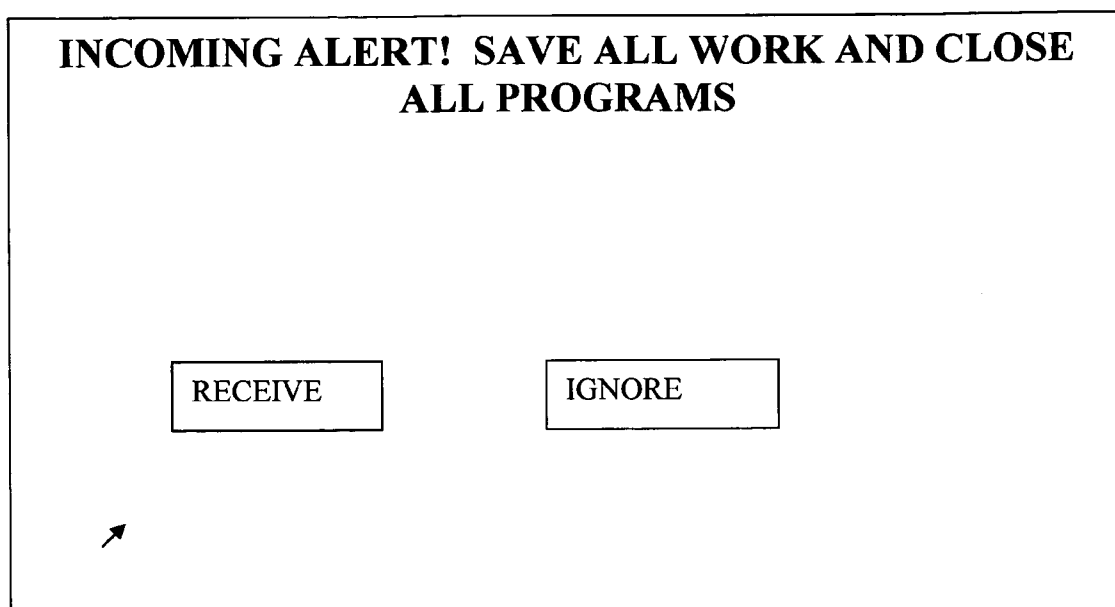 INCOMING ALERT! SAVE ALL WORK AND CLOSE
ALL PROGRAMS
RECEIVE
IGNORE